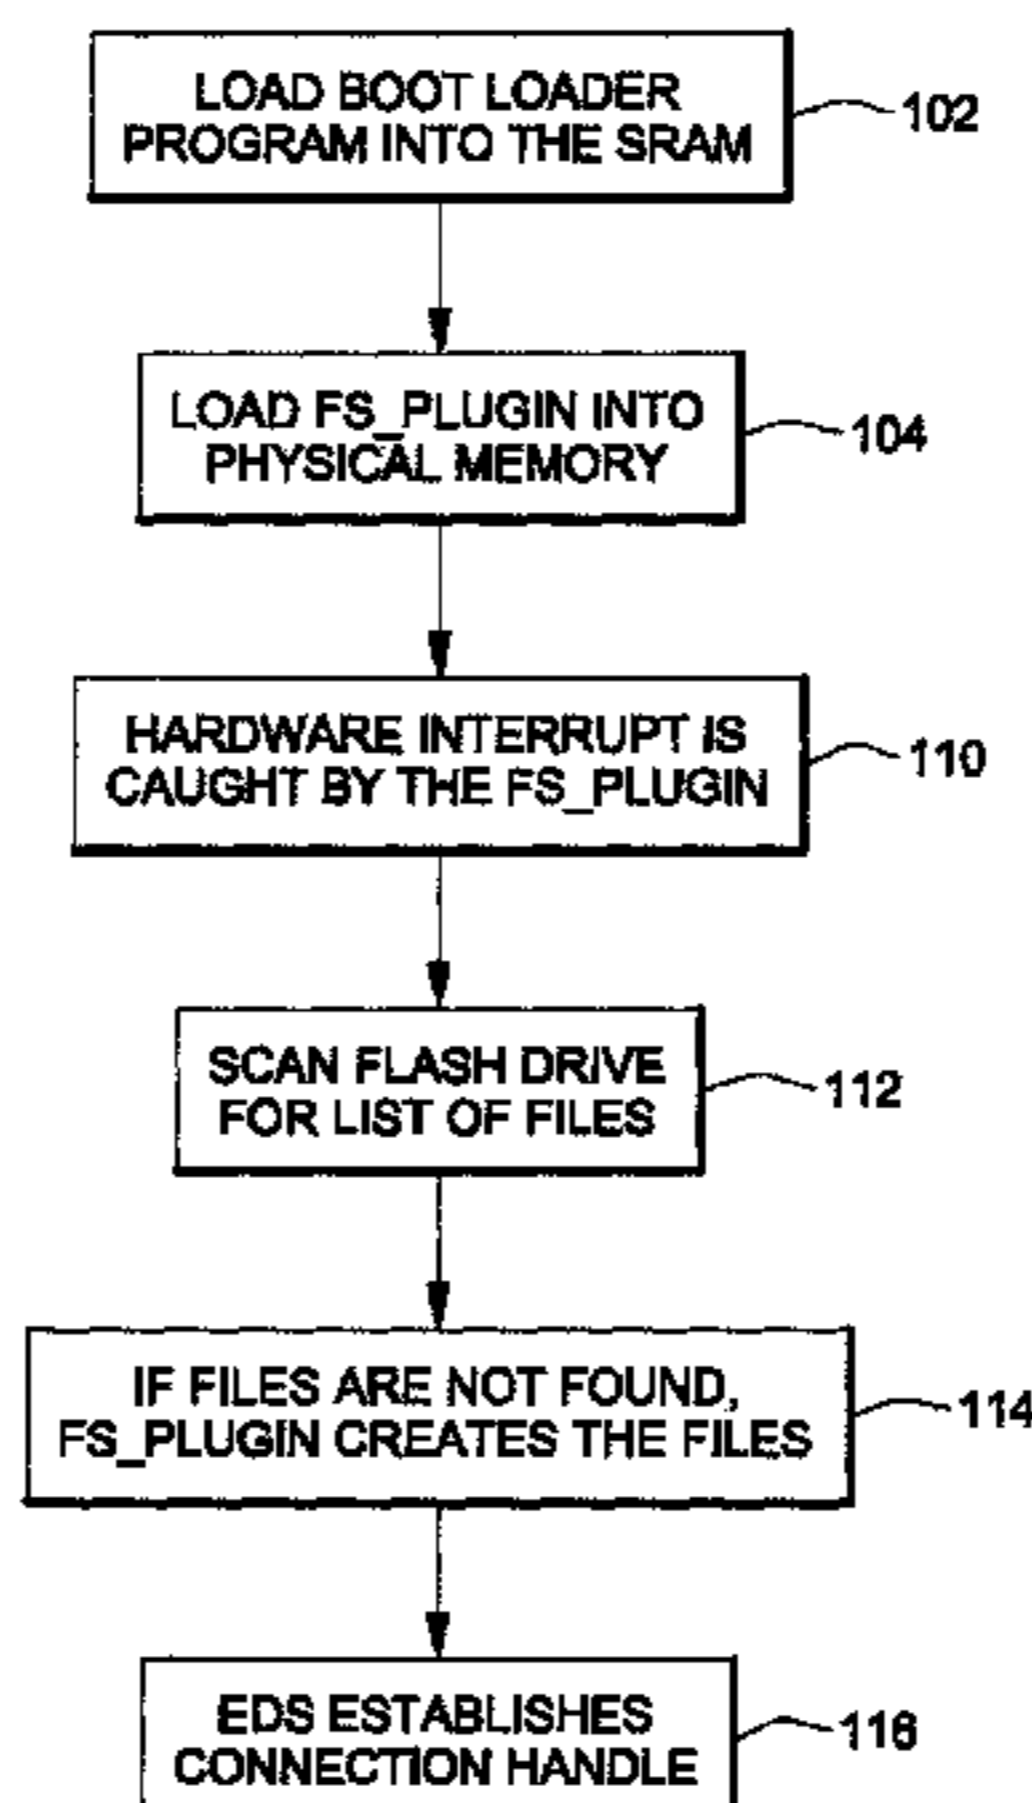 LOAD BOOT LOADER
PROGRAM INTO THE SRAM
102
LOAD FS_PLUGIN INTO
PHYSICAL MEMORY
104
HARDWARE INTERRUPT IS
CAUGHT BY THE FS_PLUGIN
110
SCAN FLASH DRIVE
FOR LIST OF FILES
112
IF FILES ARE NOT FOUND,
FS_PLUGIN CREATES THE FILES
114
EDS ESTABLISHES
CONNECTION HANDLE
116